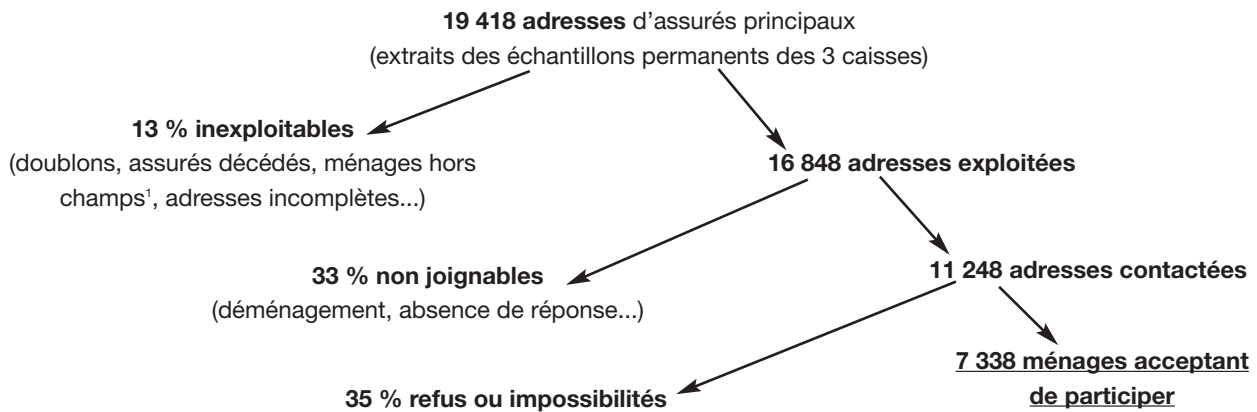 19 418 adresses d’assurés principaux
(extraits des échantillons permanents des 3 caisses)
13 % inexploitables
(doublons, assurés décédés, ménages hors
champs¹, adresses incomplètes...)
16 848 adresses exploitées
33 % non joignables
(déménagement, absence de réponse...)
11 248 adresses contactées
35 % refus ou impossibilités
7 338 ménages acceptant
de participer